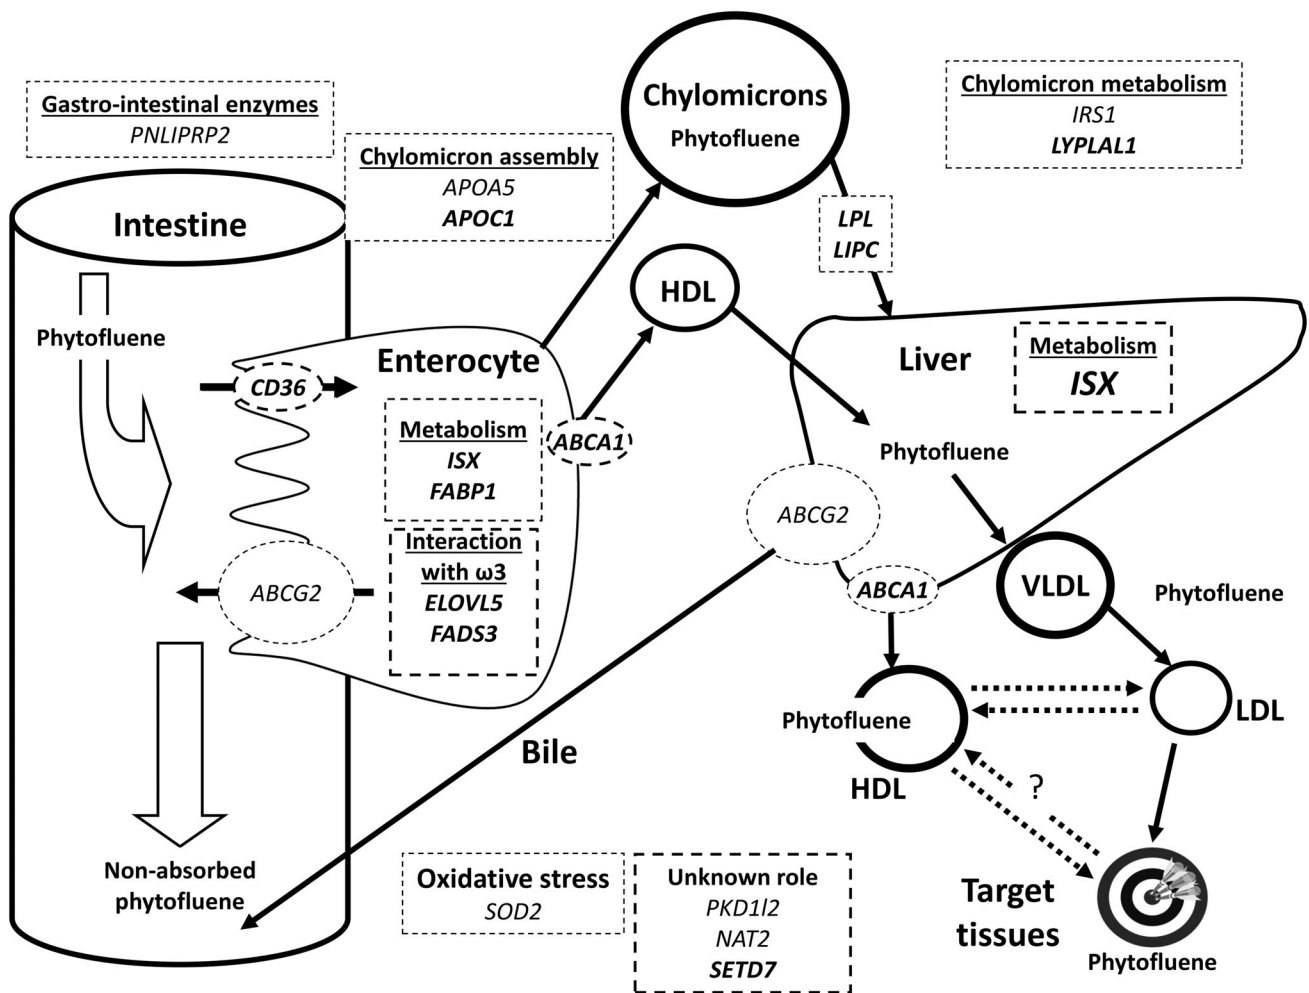 Gastro-intestinal enzymes
PNLIPRP2
Chylomicron assembly
APOA5
APOC1
Chylomicrons
Phytofluene
Chylomicron metabolism
IRS1
LYPLAL1
LPL
LIPC
Intestine
Phytofluene
Enterocyte
CD36
Metabolism
ISX
FABP1
Interaction
with ω3
ELOVL5
FADS3
ABCG2
ABCA1
HDL
Liver
Metabolism
ISX
Phytofluene
ABCG2
ABCA1
VLDL
Phytofluene
LDL
Phytofluene
HDL
?
Bile
Non-absorbed
phytofluene
Oxidative stress
SOD2
Unknown role
PKD1l2
NAT2
SETD7
Target
tissues
Phytofluene